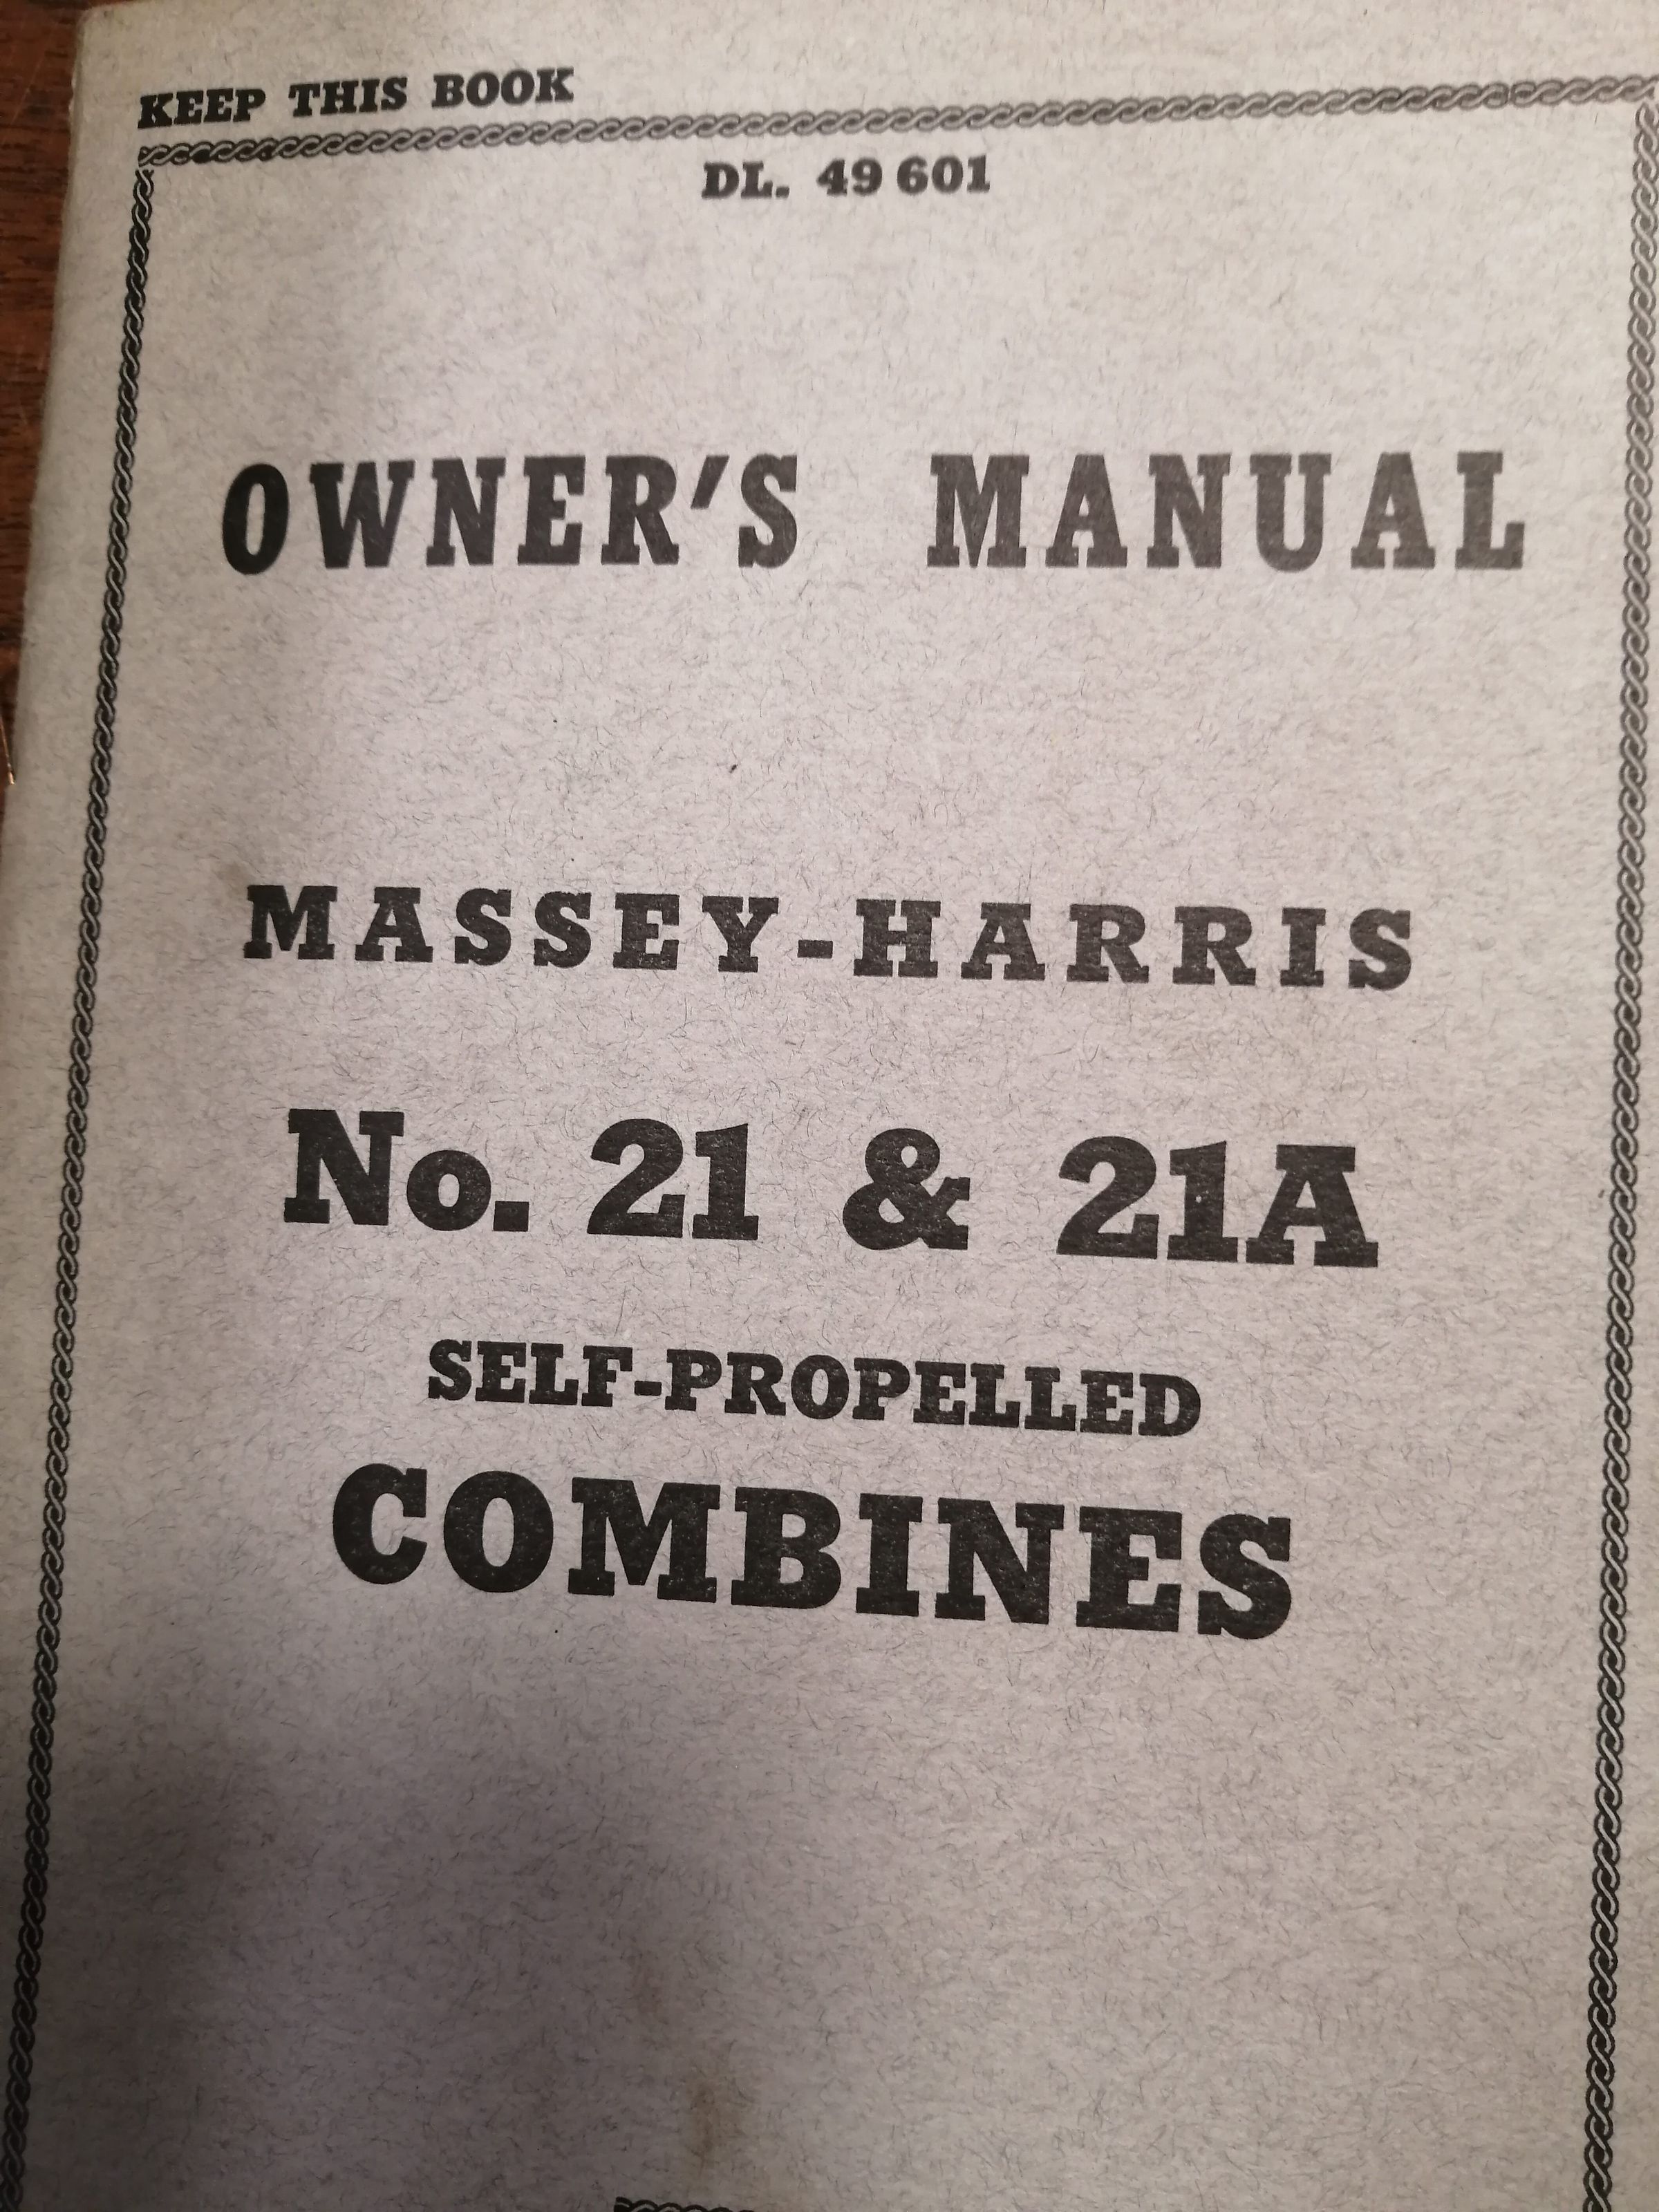 KEEP THIS BOOK
DL. 49 601
OWNER'S MANUAL
MASSEY-HARRIS
No. 21 & 21A
SELF-PROPELLED
COMBINES